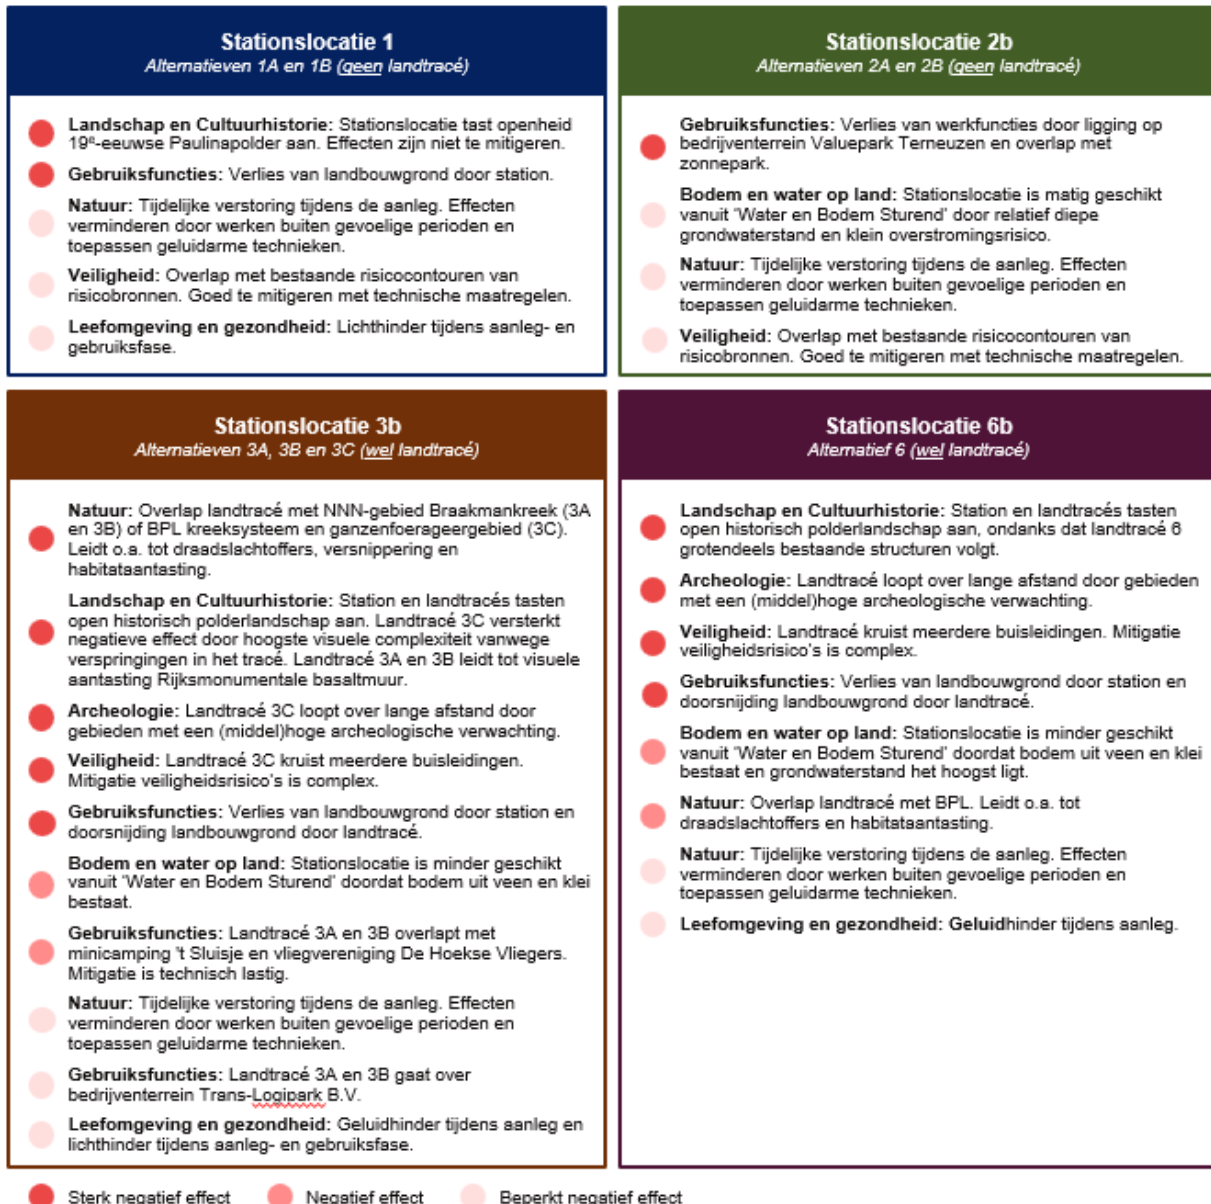 Stationslocatie 1
Alternatieven 1A en 1B (geen landtracé)
Landschap en Cultuurhistorie: Stationslocatie tast openheid
19e-eeuwse Paulinapolder aan. Effecten zijn niet te mitigeren.
Gebruiksfuncties: Verlies van landbouwgrond door station.
Natuur: Tijdelijke verstoring tijdens de aanleg. Effecten
verminderen door werken buiten gevoelige perioden en
toepassen geluidarme technieken.
Veiligheid: Overlap met bestaande risicocontouren van
risicobronnen. Goed te mitigeren met technische maatregelen.
Leefomgeving en gezondheid: Lichthinder tijdens aanleg- en
gebruiksfase.
Stationslocatie 2b
Alternatieven 2A en 2B (geen landtracé)
Gebruiksfuncties: Verlies van werkfuncties door ligging op
bedrijventerrein Valuepark Terneuzen en overlap met
zonnepark.
Bodem en water op land: Stationslocatie is matig geschikt
vanuit 'Water en Bodem Sturend' door relatief diepe
grondwaterstand en klein overstromingsrisico.
Natuur: Tijdelijke verstoring tijdens de aanleg. Effecten
verminderen door werken buiten gevoelige perioden en
toepassen geluidarme technieken.
Veiligheid: Overlap met bestaande risicocontouren van
risicobronnen. Goed te mitigeren met technische maatregelen.
Stationslocatie 3b
Alternatieven 3A, 3B en 3C (wel landtracé)
Natuur: Overlap landtracé met NNN-gebied Braakmankreek (3A
en 3B) of BPL kreeksysteem en ganzenfoerageergebied (3C).
Leidt o.a. tot draadslachtoffers, versnippering en
habitataantasting.
Landschap en Cultuurhistorie: Station en landtracés tasten
open historisch polderlandschap aan. Landtracé 3C versterkt
negatieve effect door hoogste visuele complexiteit vanwege
verspringingen in het tracé. Landtracé 3A en 3B leidt tot visuele
aantasting Rijksmonumentale basaltmuur.
Archeologie: Landtracé 3C loopt over lange afstand door
gebieden met een (middel)hoge archeologische verwachting.
Veiligheid: Landtracé 3C kruist meerdere buisleidingen.
Mitigatie veiligheidsrisico's is complex.
Gebruiksfuncties: Verlies van landbouwgrond door station en
doorsnijding landbouwgrond door landtracé.
Bodem en water op land: Stationslocatie is minder geschikt
vanuit 'Water en Bodem Sturend' doordat bodem uit veen en klei
bestaat.
Gebruiksfuncties: Landtracé 3A en 3B overlapt met
minicamping 't Sluisje en vliegvereniging De Hoekse Vliegers.
Mitigatie is technisch lastig.
Natuur: Tijdelijke verstoring tijdens de aanleg. Effecten
verminderen door werken buiten gevoelige perioden en
toepassen geluidarme technieken.
Gebruiksfuncties: Landtracé 3A en 3B gaat over
bedrijventerrein Trans-Logipark B.V.
Leefomgeving en gezondheid: Geluidhinder tijdens aanleg en
lichthinder tijdens aanleg- en gebruiksfase.
Stationslocatie 6b
Alternatief 6 (wel landtracé)
Landschap en Cultuurhistorie: Station en landtracés tasten
open historisch polderlandschap aan, ondanks dat landtracé 6
grotendeels bestaande structuren volgt.
Archeologie: Landtracé loopt over lange afstand door gebieden
met een (middel)hoge archeologische verwachting.
Veiligheid: Landtracé kruist meerdere buisleidingen. Mitigatie
veiligheidsrisico's is complex.
Gebruiksfuncties: Verlies van landbouwgrond door station en
doorsnijding landbouwgrond door landtracé.
Bodem en water op land: Stationslocatie is minder geschikt
vanuit 'Water en Bodem Sturend' doordat bodem uit veen en klei
bestaat en grondwaterstand het hoogst ligt.
Natuur: Overlap landtracé met BPL. Leidt o.a. tot
draadslachtoffers en habitataantasting.
Natuur: Tijdelijke verstoring tijdens de aanleg. Effecten
verminderen door werken buiten gevoelige perioden en
toepassen geluidarme technieken.
Leefomgeving en gezondheid: Geluidhinder tijdens aanleg.
Sterk negatief effect
Negatief effect
Beperkt negatief effect